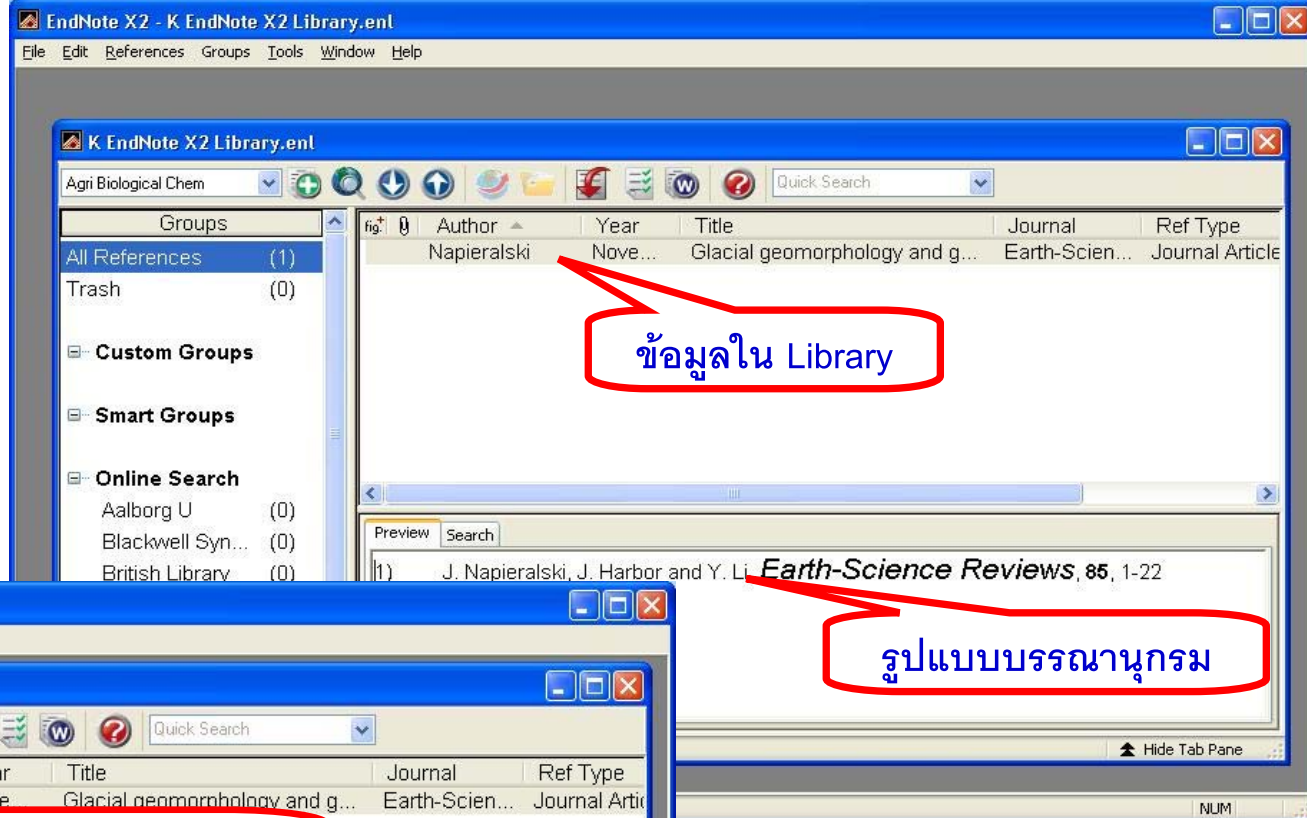 EndNote X2 - K EndNote X2 Library.enl
File Edit References Groups Tools Window Help
K EndNote X2 Library.enl
Agri Biological Chem
Quick Search
Groups
fig. Author Year Title Journal Ref Type
All References (1)
Napieralski Nove... Glacial geomorphology and g... Earth-Scien... Journal Article
Trash (0)
Custom Groups
ข้อมูลใน Library
Smart Groups
Online Search
Aalborg U (0)
Blackwell Syn... (0)
British Library (0)
Preview Search
1) J. Napieralski, J. Harbor and Y. Li, Earth-Science Reviews, 85, 1-22
รูปแบบบรรณานุกรม
Hide Tab Pane
NUM
Quick Search
Title Journal Ref Type
Glacial geomorphology and g... Earth-Scien... Journal Artic